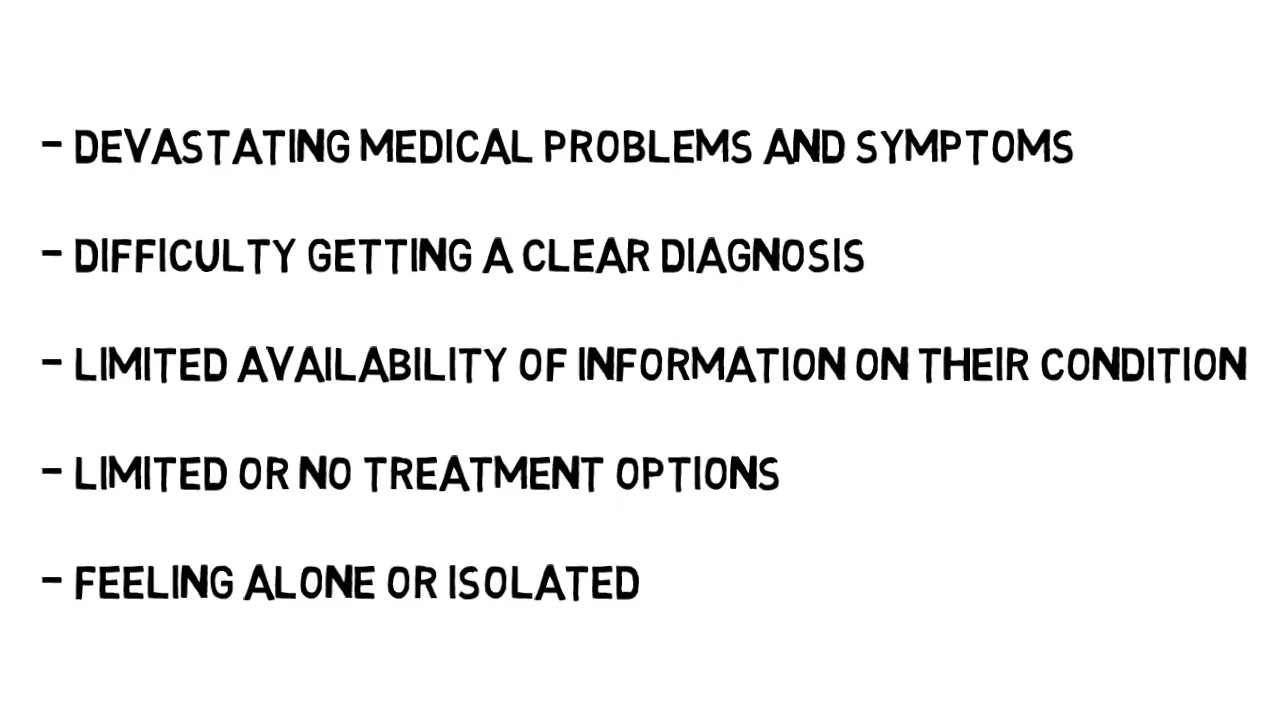 - DEVASTATING MEDICAL PROBLEMS AND SYMPTOMS
- DIFFICULTY GETTING A CLEAR DIAGNOSIS
- LIMITED AVAILABILITY OF INFORMATION ON THEIR CONDITION
- LIMITED OR NO TREATMENT OPTIONS
- FEELING ALONE OR ISOLATED